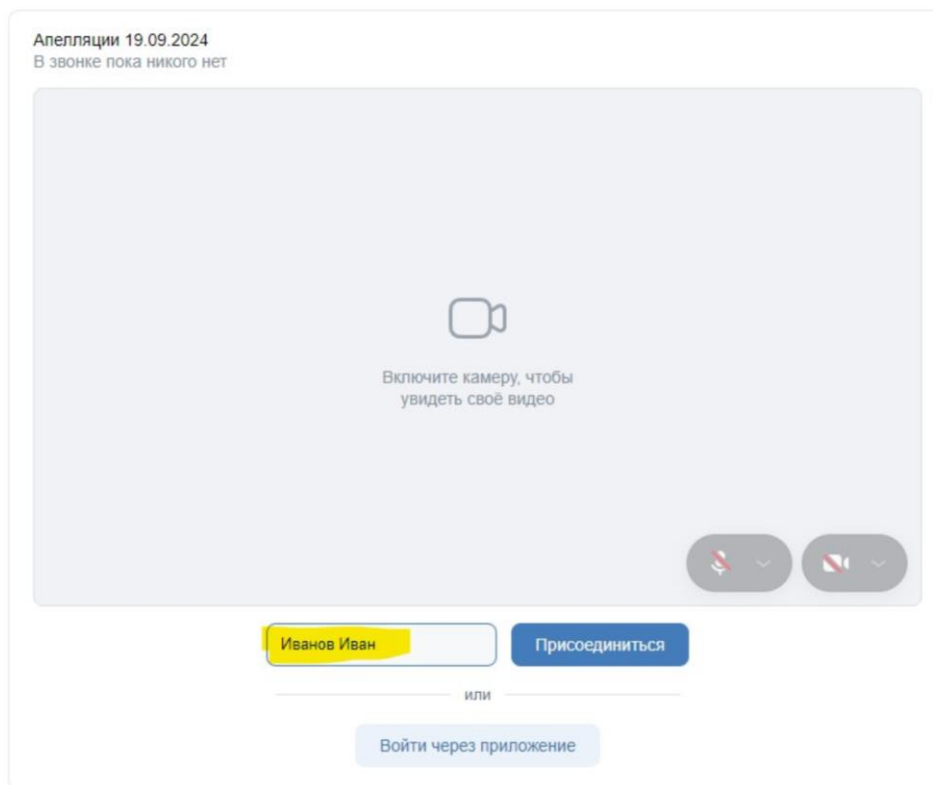 Апелляции 19.09.2024
В звонке пока никого нет
Включите камеру, чтобы
увидеть своё видео
Иванов Иван
Присоединиться
или
Войти через приложение